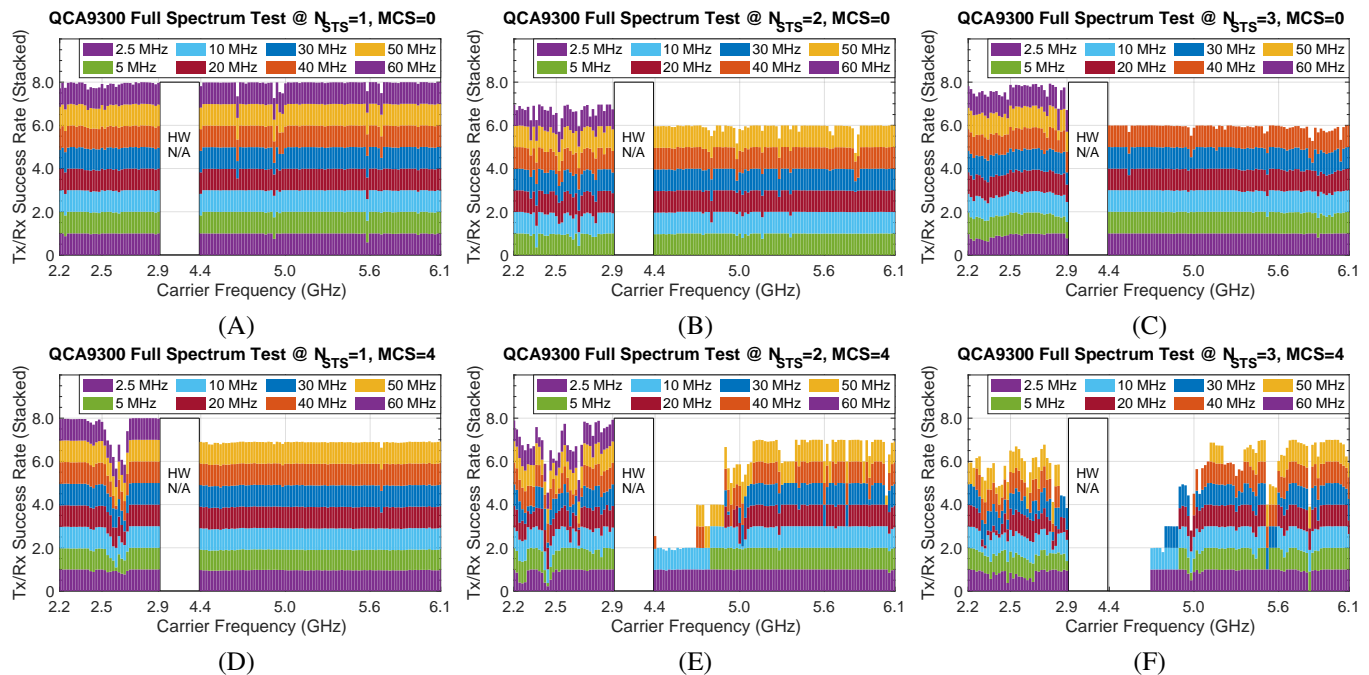 QCA9300 Full Spectrum Test @ N_STS=1, MCS=0
2.5 MHz 10 MHz 30 MHz 50 MHz
5 MHz 20 MHz 40 MHz 60 MHz
Tx/Rx Success Rate (Stacked)
8.0
6.0
4.0
2.0
0
HW
N/A
2.2 2.5 2.9 4.4 5.0 5.6 6.1
Carrier Frequency (GHz)
(A)
QCA9300 Full Spectrum Test @ N_STS=2, MCS=0
2.5 MHz 10 MHz 30 MHz 50 MHz
5 MHz 20 MHz 40 MHz 60 MHz
Tx/Rx Success Rate (Stacked)
8.0
6.0
4.0
2.0
0
HW
N/A
2.2 2.5 2.9 4.4 5.0 5.6 6.1
Carrier Frequency (GHz)
(B)
QCA9300 Full Spectrum Test @ N_STS=3, MCS=0
2.5 MHz 10 MHz 30 MHz 50 MHz
5 MHz 20 MHz 40 MHz 60 MHz
Tx/Rx Success Rate (Stacked)
8.0
6.0
4.0
2.0
0
HW
N/A
2.2 2.5 2.9 4.4 5.0 5.6 6.1
Carrier Frequency (GHz)
(C)
QCA9300 Full Spectrum Test @ N_STS=1, MCS=4
2.5 MHz 10 MHz 30 MHz 50 MHz
5 MHz 20 MHz 40 MHz 60 MHz
Tx/Rx Success Rate (Stacked)
8.0
6.0
4.0
2.0
0
HW
N/A
2.2 2.5 2.9 4.4 5.0 5.6 6.1
Carrier Frequency (GHz)
(D)
QCA9300 Full Spectrum Test @ N_STS=2, MCS=4
2.5 MHz 10 MHz 30 MHz 50 MHz
5 MHz 20 MHz 40 MHz 60 MHz
Tx/Rx Success Rate (Stacked)
8.0
6.0
4.0
2.0
0
HW
N/A
2.2 2.5 2.9 4.4 5.0 5.6 6.1
Carrier Frequency (GHz)
(E)
QCA9300 Full Spectrum Test @ N_STS=3, MCS=4
2.5 MHz 10 MHz 30 MHz 50 MHz
5 MHz 20 MHz 40 MHz 60 MHz
Tx/Rx Success Rate (Stacked)
8.0
6.0
4.0
2.0
0
HW
N/A
2.2 2.5 2.9 4.4 5.0 5.6 6.1
Carrier Frequency (GHz)
(F)